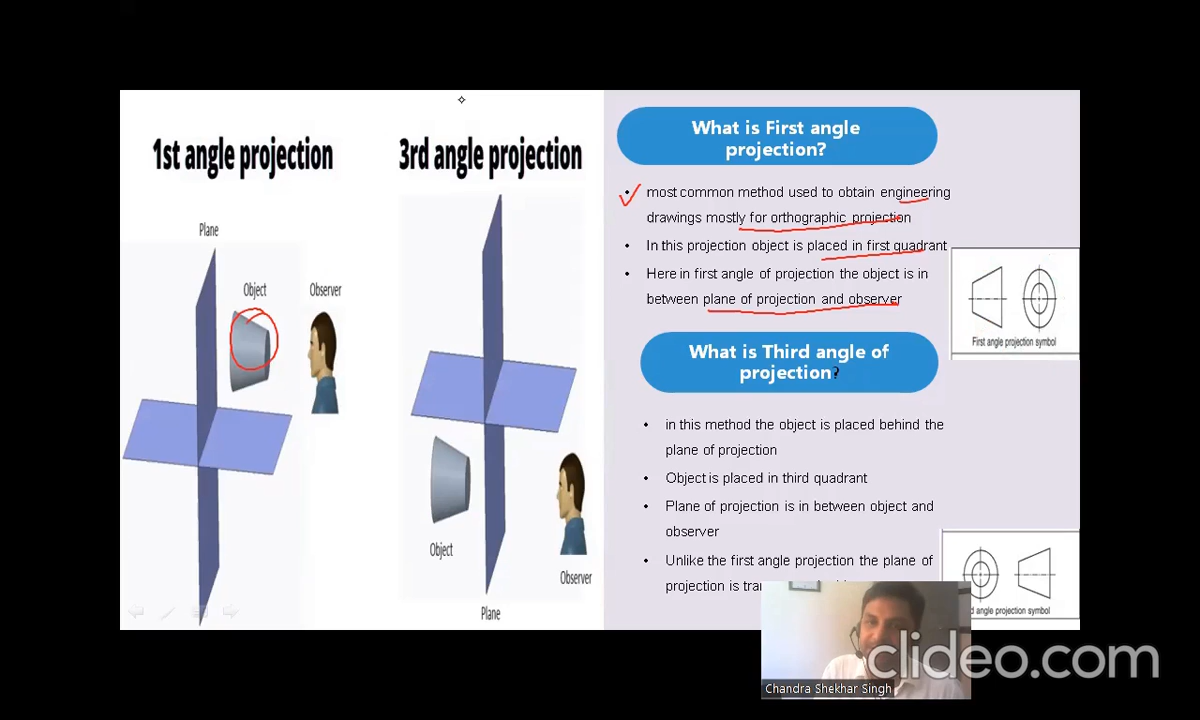 1st angle projection
Plane
Object
Observer
3rd angle projection
Object
Observer
Plane
What is First angle
projection?
• most common method used to obtain engineering
drawings mostly for orthographic projection
• In this projection object is placed in first quadrant
• Here in first angle of projection the object is in
between plane of projection and observer
First angle projection symbol
What is Third angle of
projection?
• in this method the object is placed behind the
plane of projection
• Object is placed in third quadrant
• Plane of projection is in between object and
observer
• Unlike the first angle projection the plane of
projection is
angle projection symbol
Chandra Shekhar Singh
clideo.com